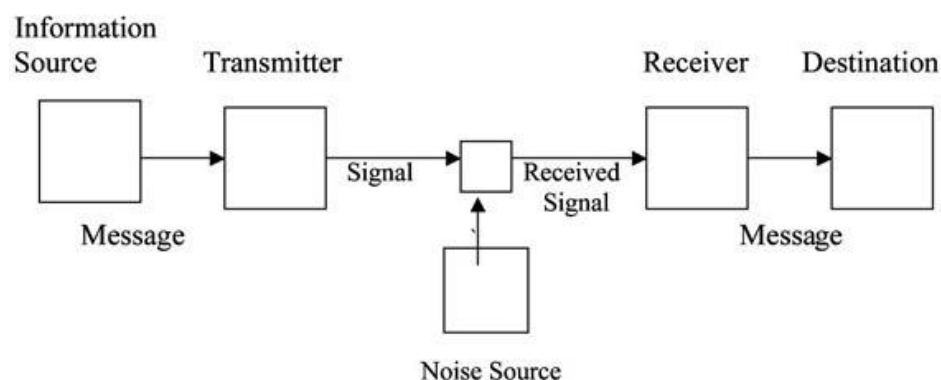 Information
Source
Transmitter
Receiver
Destination
Signal
Received
Signal
Message
Message
Noise Source